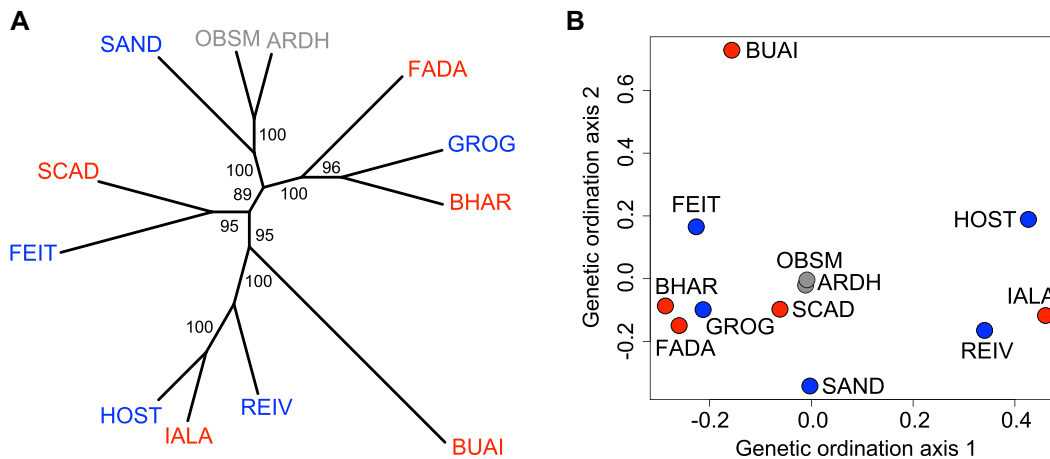 A
SAND
OBSM
ARDH
FADA
100
GROG
100
96
SCAD
89
100
BHAR
95
95
FEIT
100
100
HOST
REIV
IALA
BUAI
B
BUAI
0.6
0.4
FEIT
HOST
0.2
OBSM
0.0
ARDH
BHAR
IALA
SCAD
GROG
-0.2
FADA
REIV
SAND
-0.2
0.0
0.2
0.4
Genetic ordination axis 2
Genetic ordination axis 1